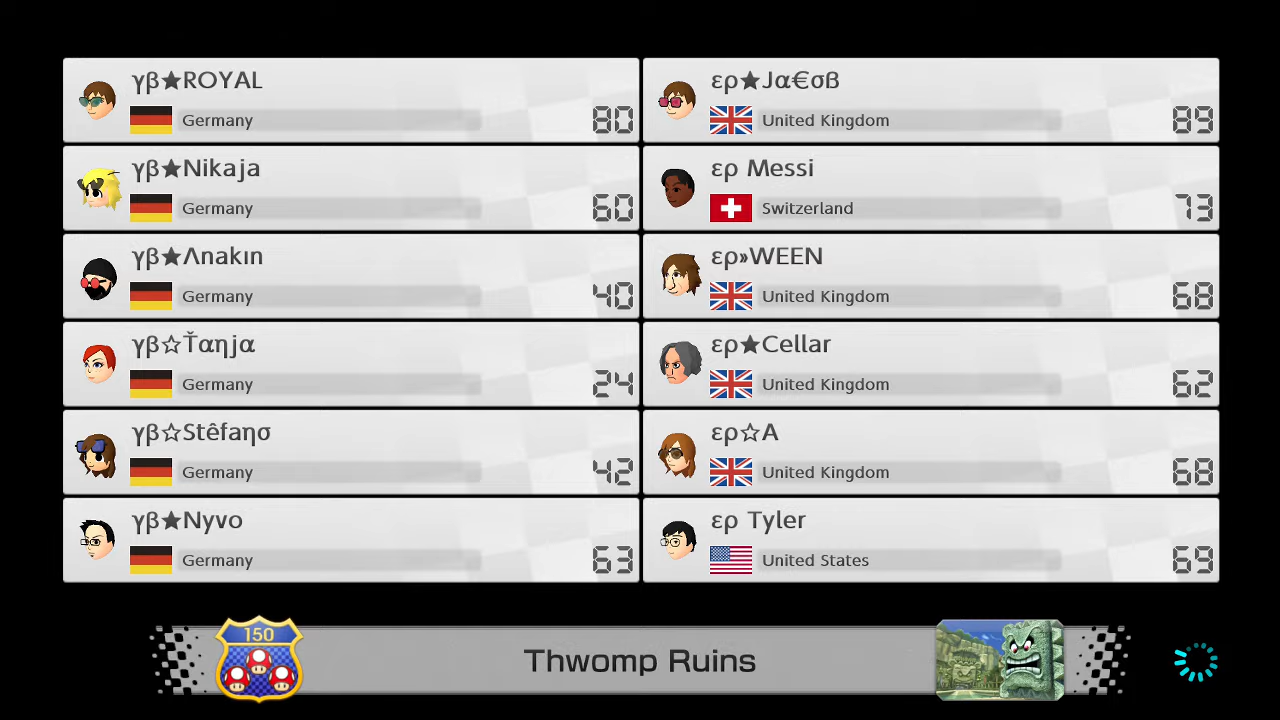 γβ★ROYAL
Germany
80
γβ★Nikaja
Germany
60
γβ★Λnakın
Germany
40
γβ☆Ťαηjα
Germany
24
γβ☆Stêfaησ
Germany
42
γβ★Nyvo
Germany
63
ερ★Jα€σß
United Kingdom
89
ερ Messi
Switzerland
73
ερ»WEEN
United Kingdom
68
ερ★Cellar
United Kingdom
62
ερ☆A
United Kingdom
68
ερ Tyler
United States
69
150
Thwomp Ruins